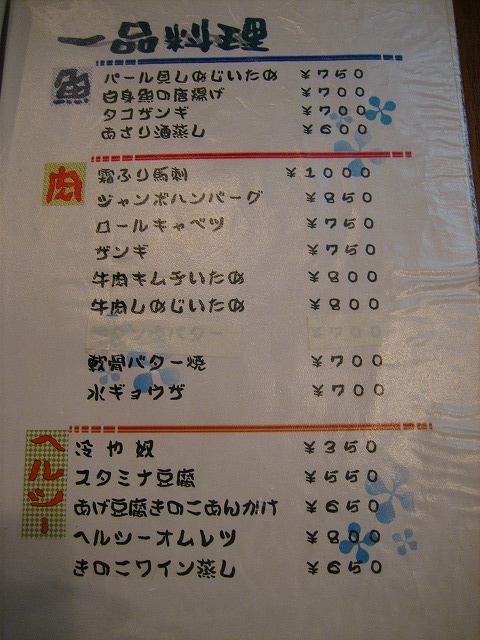 一品料理
魚
パール貝しめじいため ￥750
白身魚の唐揚げ ￥700
タコザンギ ￥700
あさり酒蒸し ￥600
肉
霜ふり馬刺 ￥1000
ジャンボハンバーグ ￥850
ロールキャベツ ￥750
ザンギ ￥750
牛肉キムチいため ￥800
牛肉しめじいため ￥800
バター ￥700
軟骨バター焼 ￥700
水ギョウザ ￥700
ヘルシー
冷や奴 ￥350
スタミナ豆腐 ￥550
あげ豆腐きのこあんがけ ￥650
ヘルシーオムレツ ￥800
きのこワイン蒸し ￥650